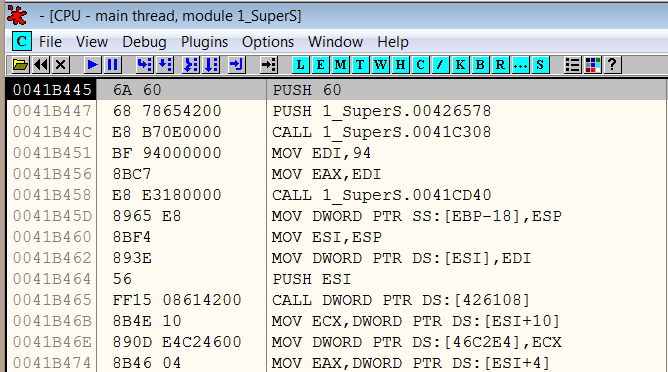 - [CPU - main thread, module 1_SuperS]
C File View Debug Plugins Options Window Help
L E M T W H C / K B R ... S ?
0041B445 6A 60 PUSH 60
0041B447 68 78654200 PUSH 1_SuperS.00426578
0041B44C E8 B70E0000 CALL 1_SuperS.0041C308
0041B451 BF 94000000 MOV EDI,94
0041B456 8BC7 MOV EAX,EDI
0041B458 E8 E3180000 CALL 1_SuperS.0041CD40
0041B45D 8965 E8 MOV DWORD PTR SS:[EBP-18],ESP
0041B460 8BF4 MOV ESI,ESP
0041B462 893E MOV DWORD PTR DS:[ESI],EDI
0041B464 56 PUSH ESI
0041B465 FF15 08614200 CALL DWORD PTR DS:[426108]
0041B46B 8B4E 10 MOV ECX,DWORD PTR DS:[ESI+10]
0041B46E 890D E4C24600 MOV DWORD PTR DS:[46C2E4],ECX
0041B474 8B46 04 MOV EAX,DWORD PTR DS:[ESI+4]